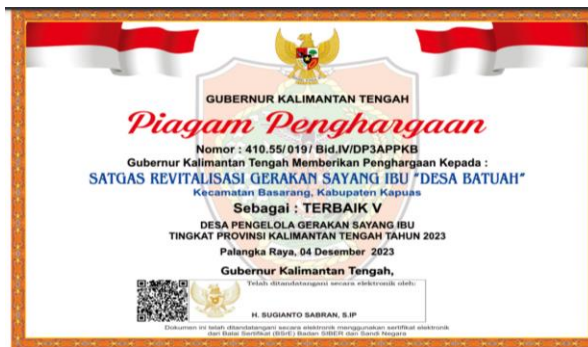 GUBERNUR KALIMANTAN TENGAH
Piagam Penghargaan
Nomor : 410.55/019/ Bid.IV/DP3APPKB
Gubernur Kalimantan Tengah Memberikan Penghargaan Kepada :
SATGAS REVITALISASI GERAKAN SAYANG IBU "DESA BATUAH"
Kecamatan Basarang, Kabupaten Kapuas
Sebagai : TERBAIK V
DESA PENGELOLA GERAKAN SAYANG IBU
TINGKAT PROVINSI KALIMANTAN TENGAH TAHUN 2023
Palangka Raya, 04 Desember 2023
Gubernur Kalimantan Tengah,
Telah ditandatangani secara elektronik oleh:
H. SUGIANTO SABRAN, S.IP
Dokumen ini telah ditandatangani secara elektronik menggunakan sertifikat elektronik
dari Balai Sertifikat (BSrE) Badan SIBER dan Sandi Negara